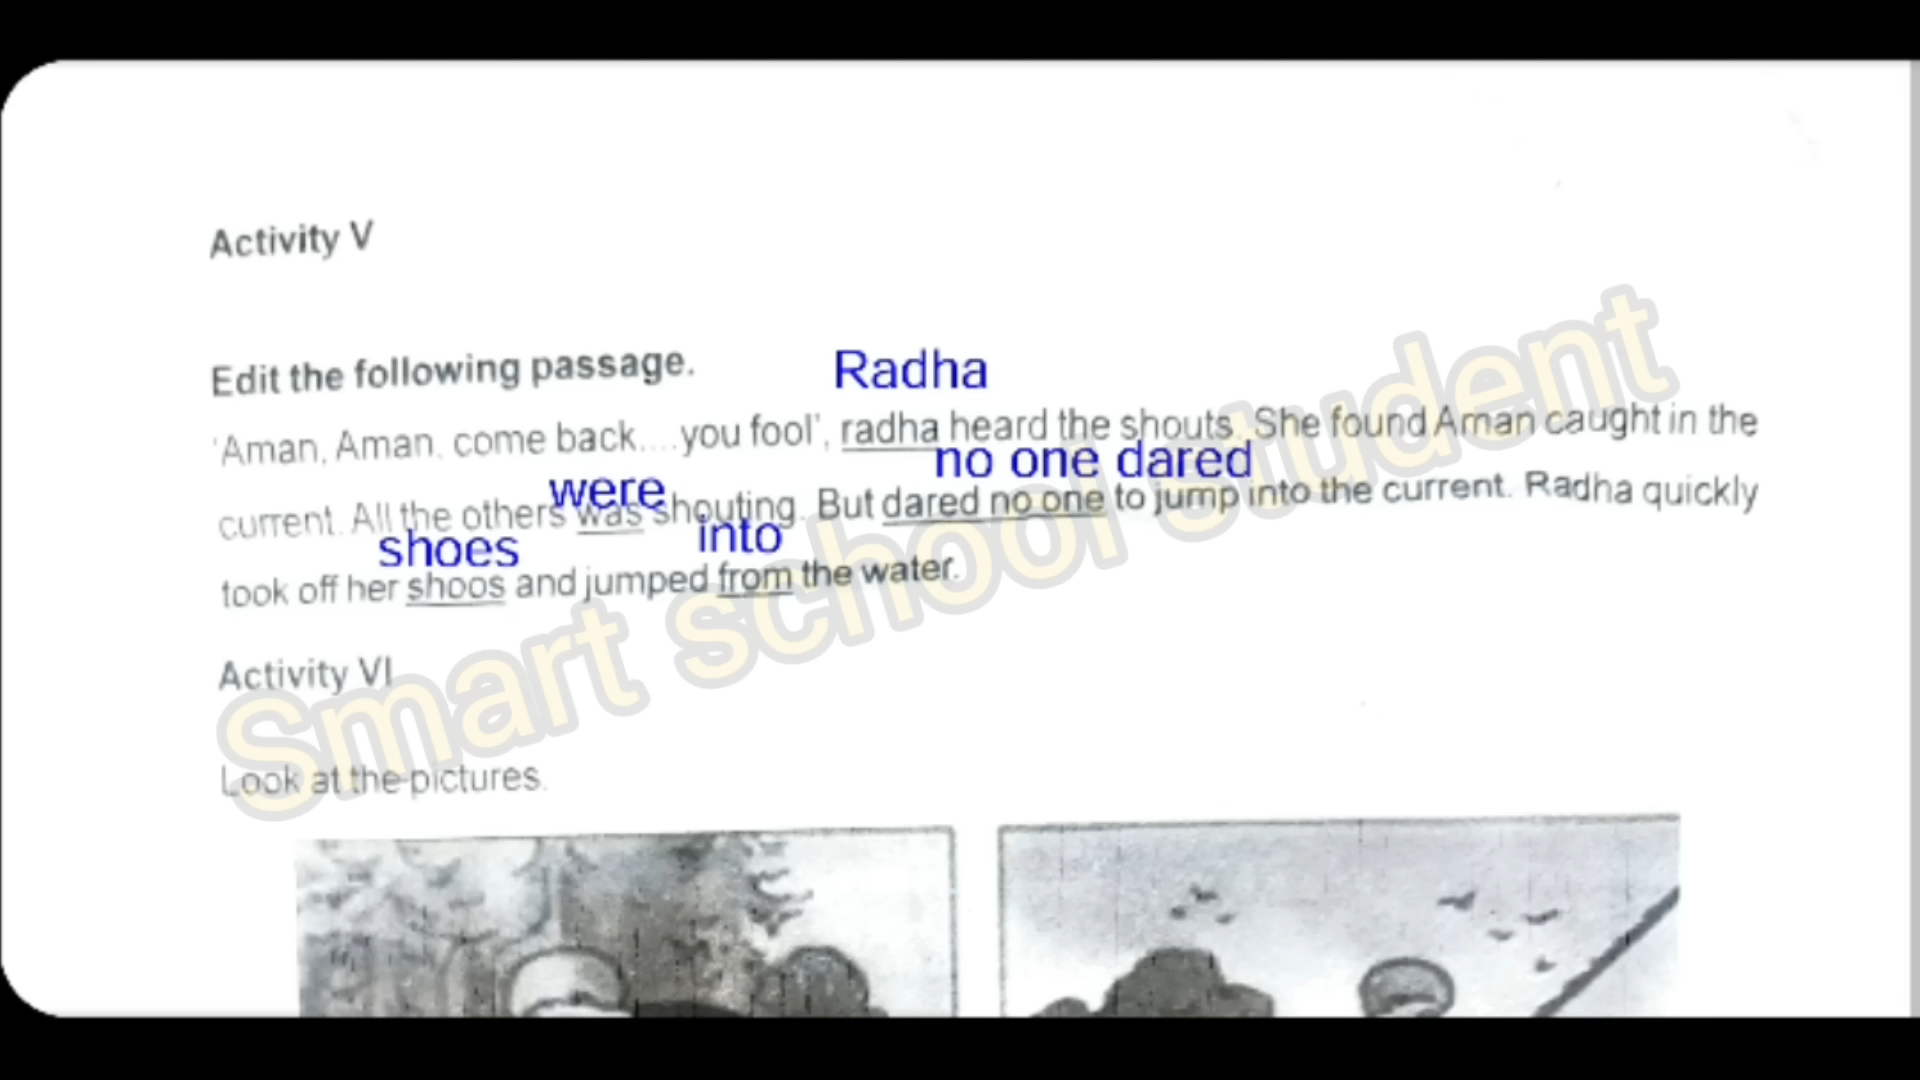 Activity V
Edit the following passage.
Radha
'Aman, Aman, come back....you fool', radha heard the shouts. She found Aman caught in the
were no one dared
current. All the others was shouting. But dared no one to jump into the current. Radha quickly
shoes into
took off her shoos and jumped from the water.
Activity VI
Look at the pictures.
Smart school student